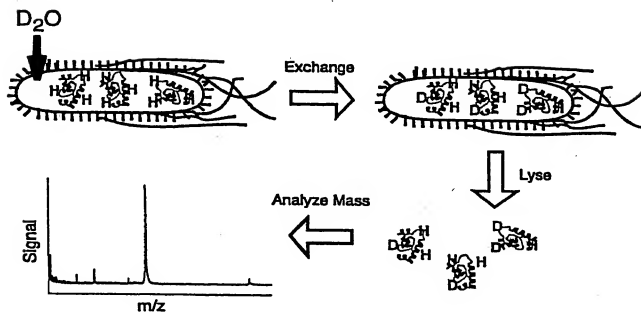 D₂O
H H H H H H
Exchange
D H H H D D H
Lyse
D H D H D H D H
Analyze Mass
Signal
m/z